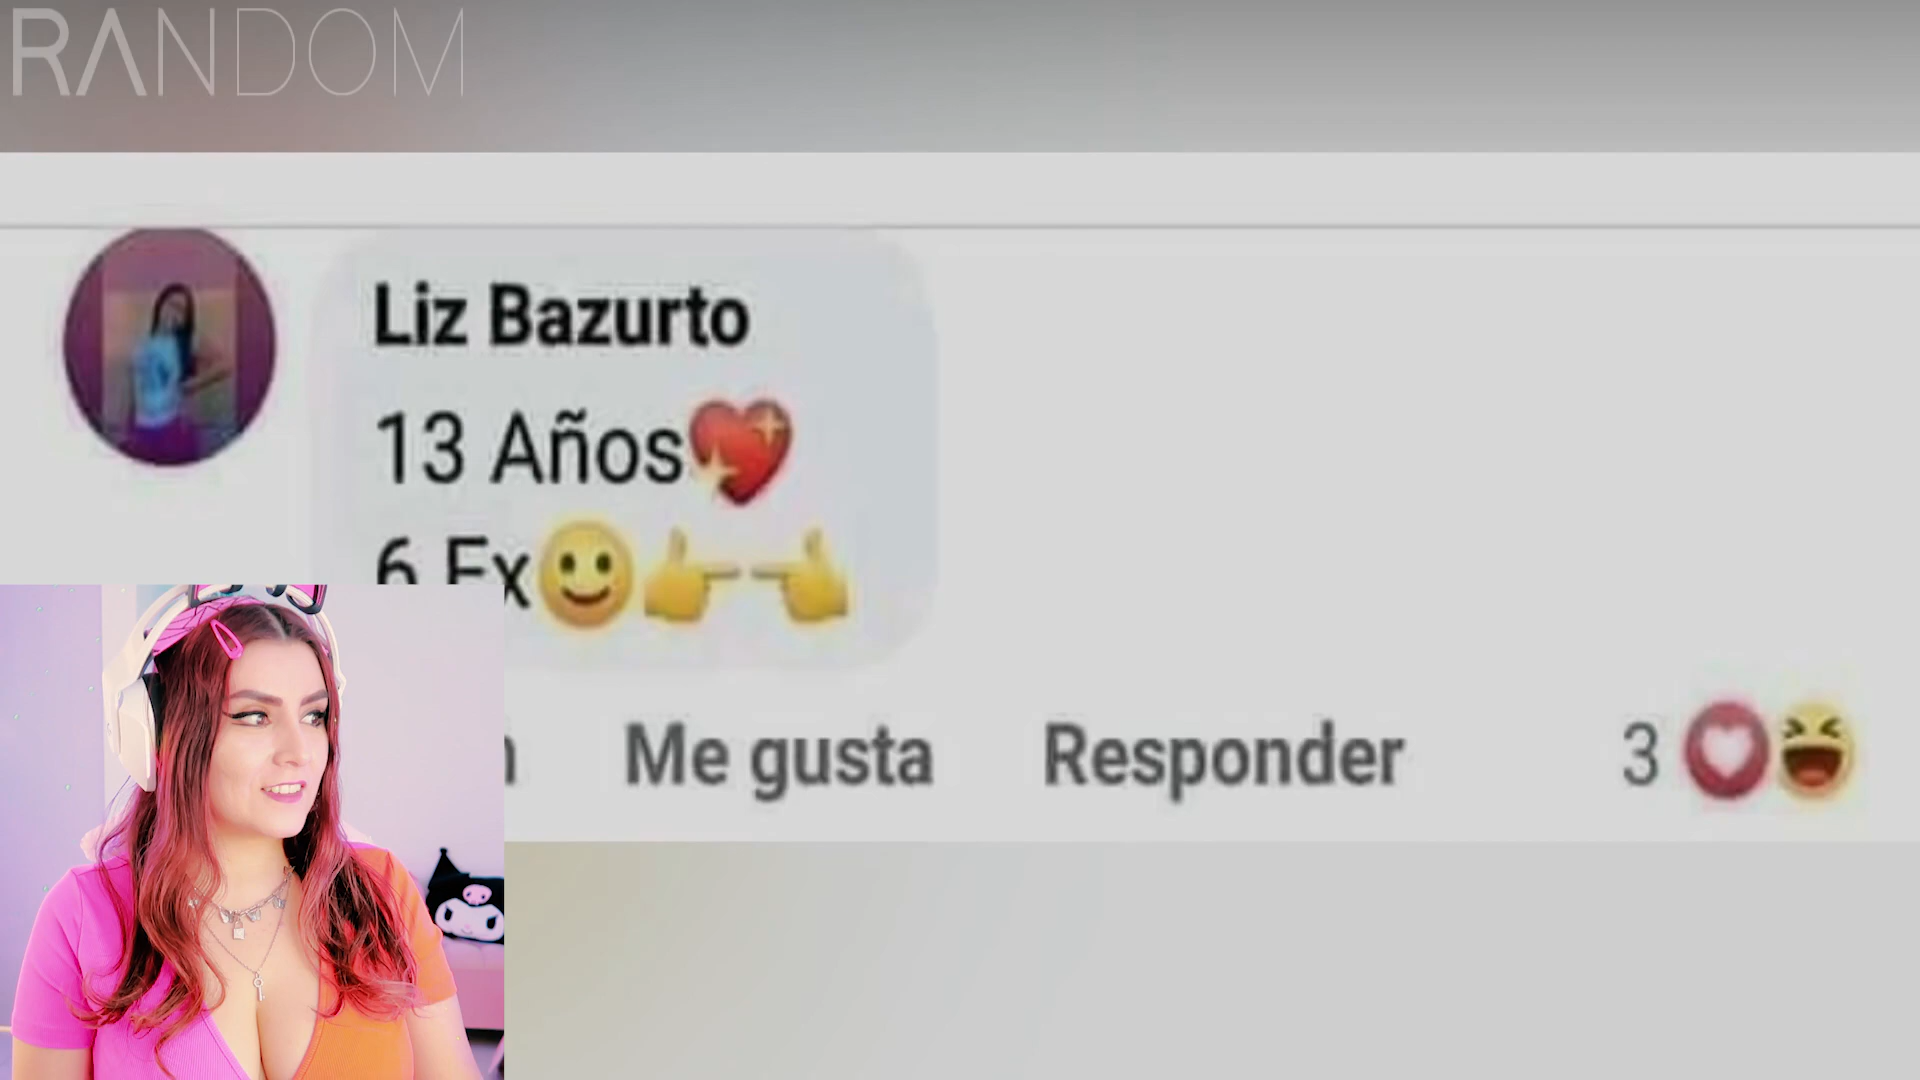 RANDOM
Liz Bazurto
13 Años💖
6 Ex🙂👉👈
Me gusta Responder 3